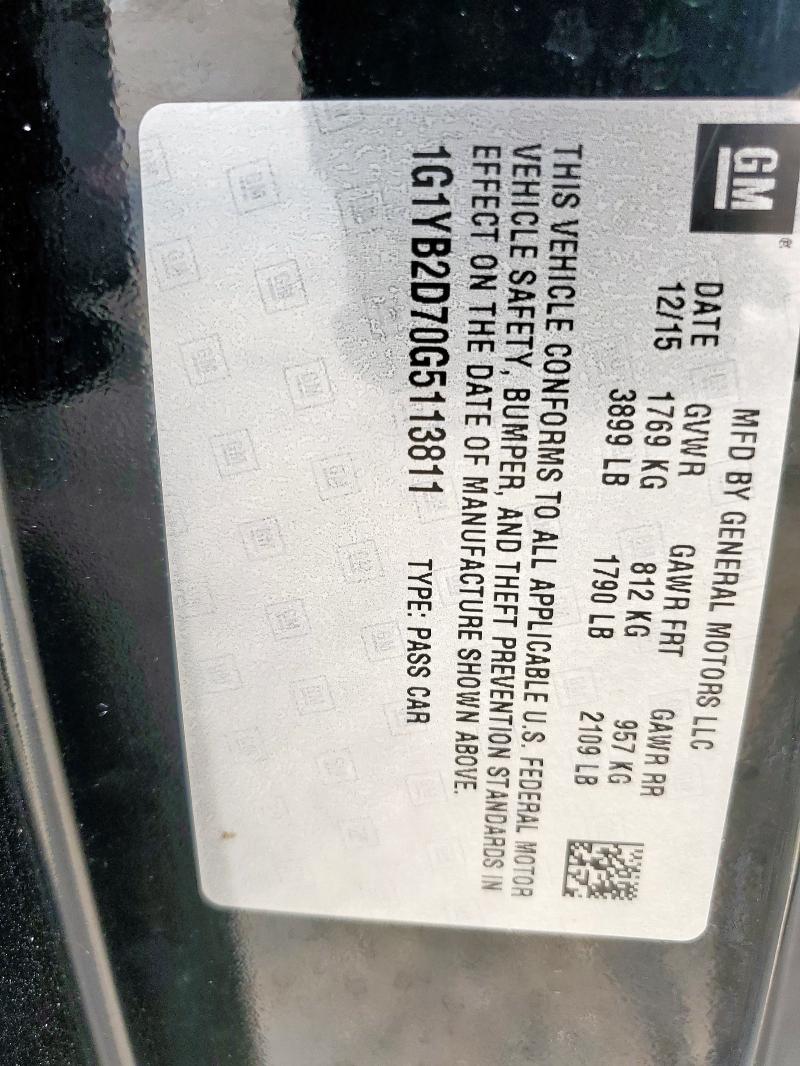 GM
MFD BY GENERAL MOTORS LLC
DATE GVWR GAWR FRT GAWR RR
12/15 1769 KG 812 KG 957 KG
3899 LB 1790 LB 2109 LB
THIS VEHICLE CONFORMS TO ALL APPLICABLE U.S. FEDERAL MOTOR
VEHICLE SAFETY, BUMPER, AND THEFT PREVENTION STANDARDS IN
EFFECT ON THE DATE OF MANUFACTURE SHOWN ABOVE.
1G1YB2D70G5113811 TYPE: PASS CAR